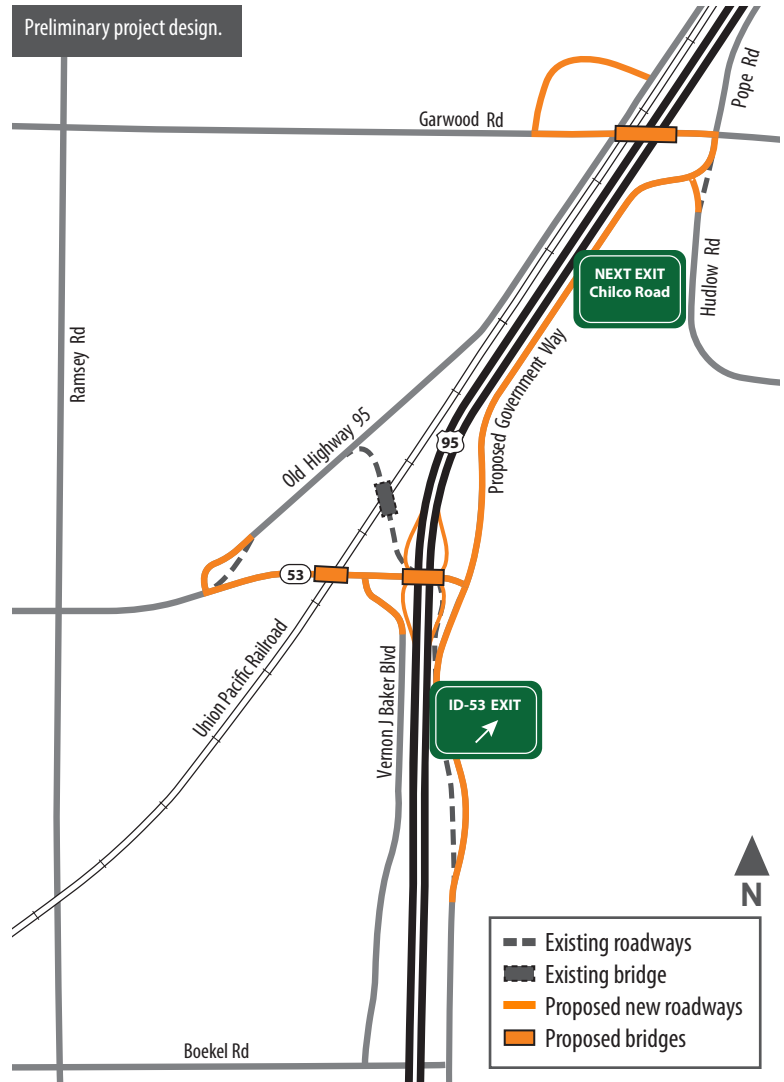 Preliminary project design.
Pope Rd
Garwood Rd
NEXT EXIT
Chilco Road
Hudlow Rd
Ramsey Rd
Proposed Government Way
Old Highway 95
95
53
Union Pacific Railroad
Vernon J Baker Blvd
ID-53 EXIT
N
Existing roadways
Existing bridge
Proposed new roadways
Proposed bridges
Boekel Rd